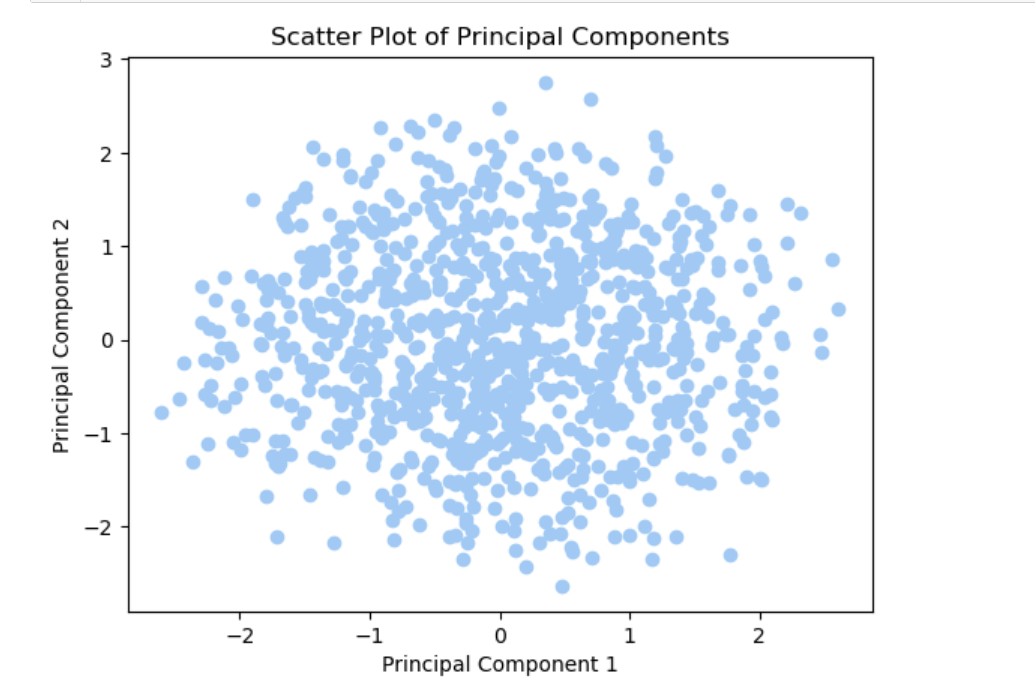 Scatter Plot of Principal Components
3
2
1
0
−1
−2
Principal Component 2
−2 −1 0 1 2
Principal Component 1